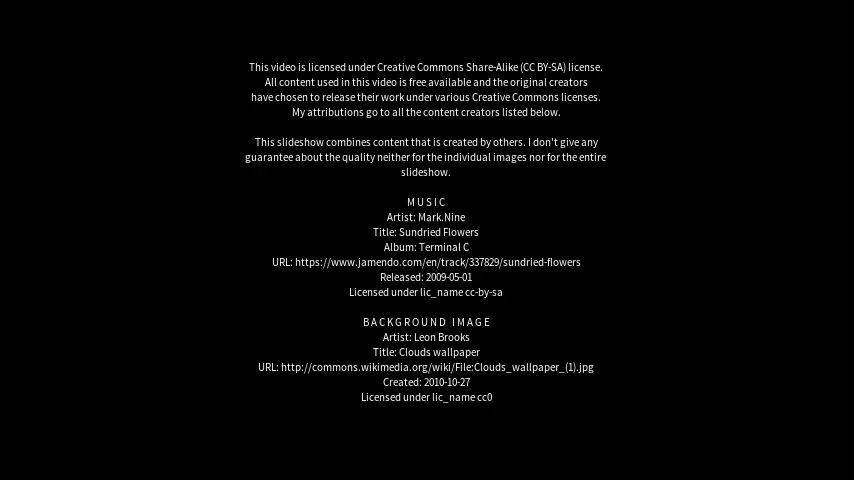 This video is licensed under Creative Commons Share-Alike (CC BY-SA) license.
All content used in this video is free available and the original creators
have chosen to release their work under various Creative Commons licenses.
My attributions go to all the content creators listed below.
This slideshow combines content that is created by others. I don't give any
guarantee about the quality neither for the individual images nor for the entire
slideshow.
MUSIC
Artist: Mark.Nine
Title: Sundried Flowers
Album: Terminal C
URL: https://www.jamendo.com/en/track/337829/sundried-flowers
Released: 2009-05-01
Licensed under lic_name cc-by-sa
BACKGROUND IMAGE
Artist: Leon Brooks
Title: Clouds wallpaper
URL: http://commons.wikimedia.org/wiki/File:Clouds_wallpaper_(1).jpg
Created: 2010-10-27
Licensed under lic_name cc0